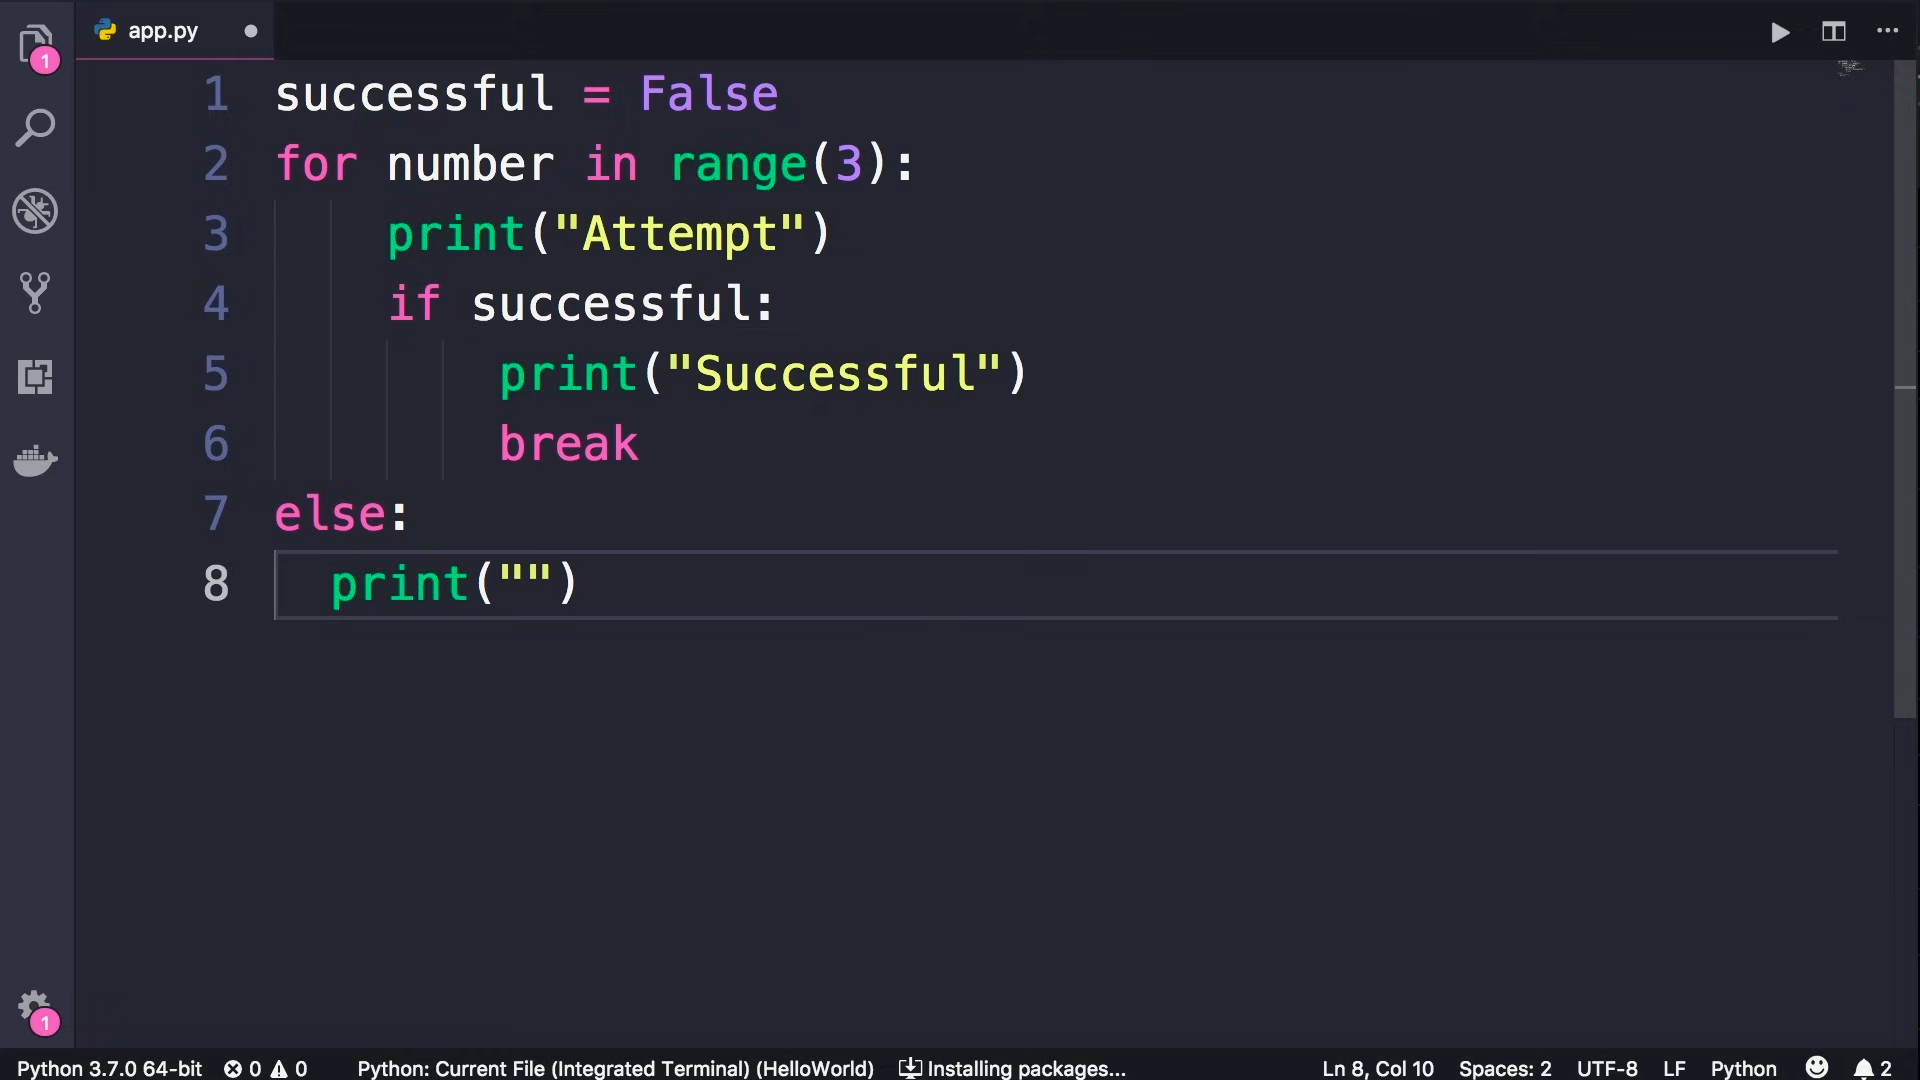 app.py
1 successful = False
2 for number in range(3):
3 print("Attempt")
4 if successful:
5 print("Successful")
6 break
7 else:
8 print("")
1
1
Python 3.7.0 64-bit 0 0 Python: Current File (Integrated Terminal) (HelloWorld) Installing packages... Ln 8, Col 10 Spaces: 2 UTF-8 LF Python 2